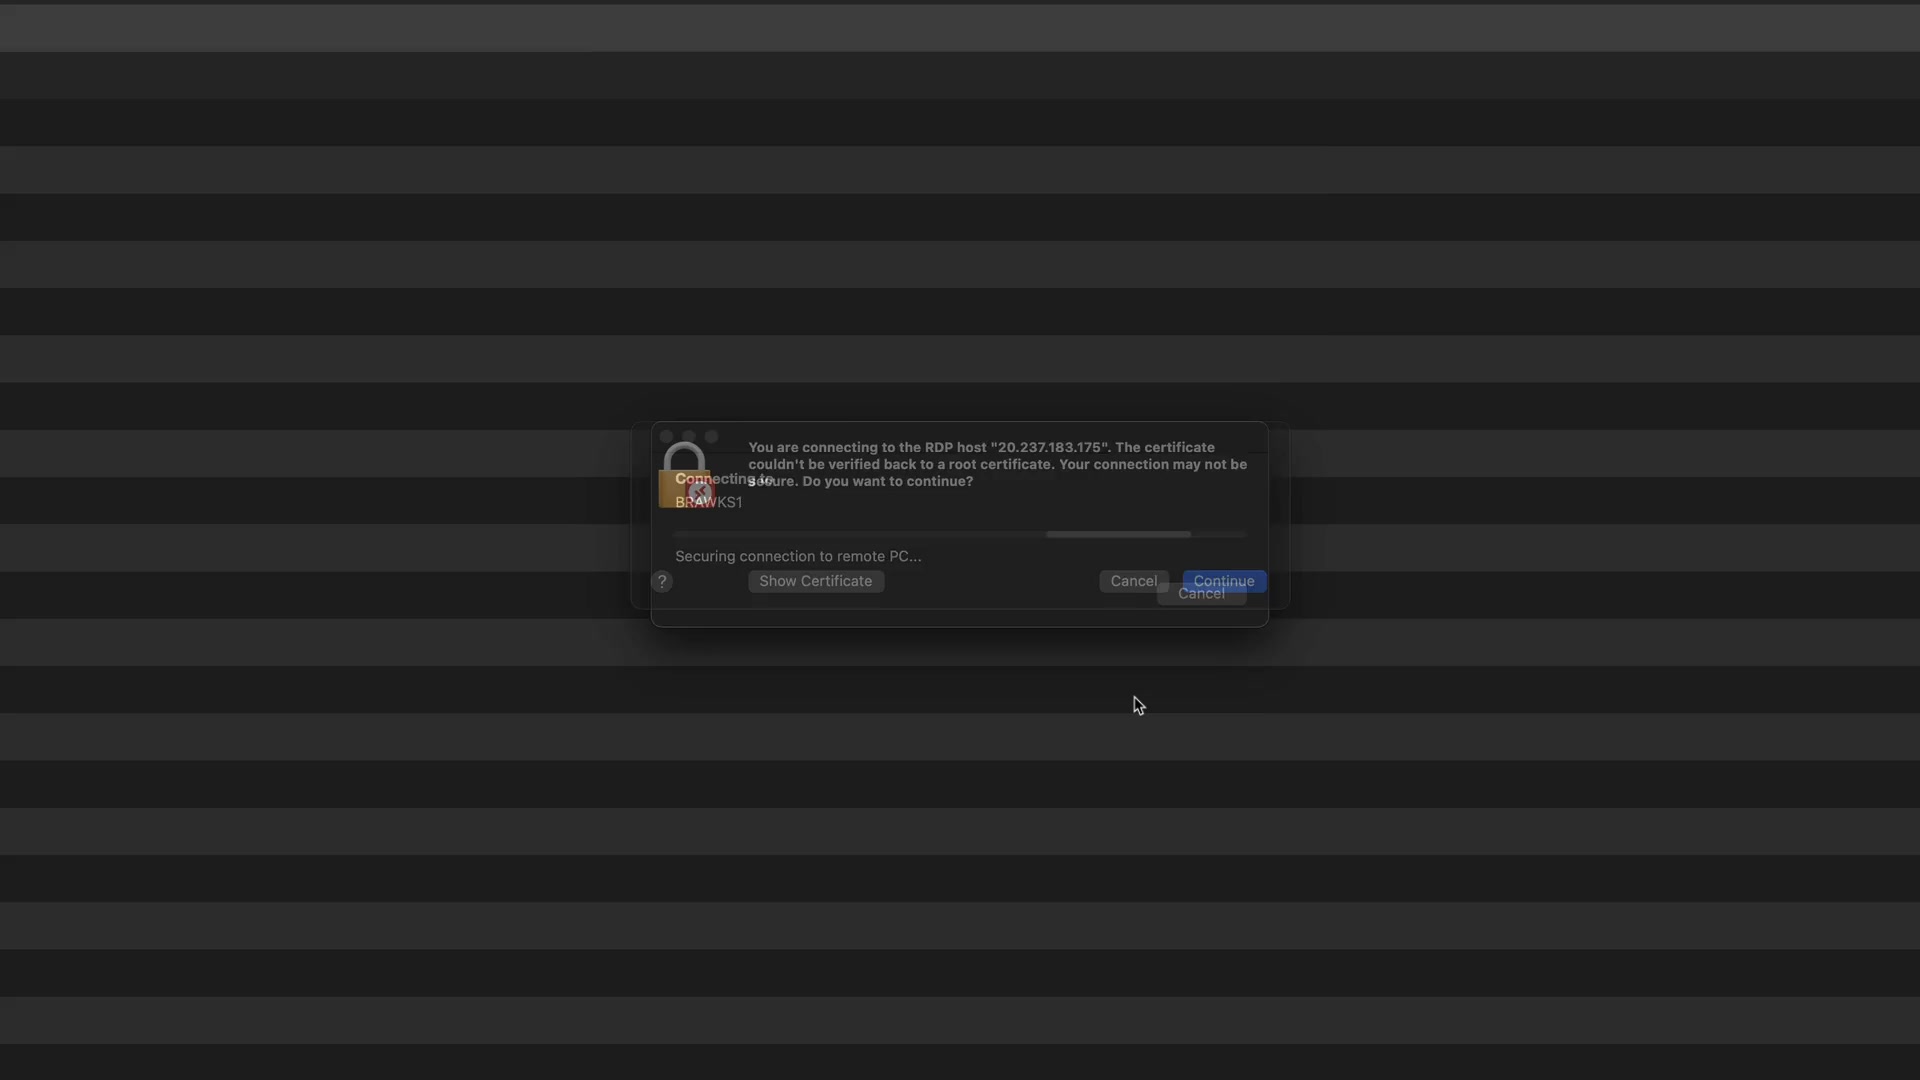 You are connecting to the RDP host "20.237.183.175". The certificate
couldn't be verified back to a root certificate. Your connection may not be
secure. Do you want to continue?
Connecting to
BRAWKS1
Securing connection to remote PC...
?
Show Certificate
Cancel
Continue
Cancel